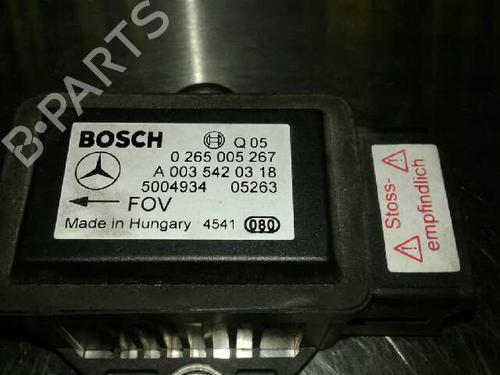 B-PARTS
BOSCH
Q 05
0 265 005 267
A 003 542 03 18
5004934 05263
FOV
Made in Hungary 4541 080
Stoss-
empfindlich